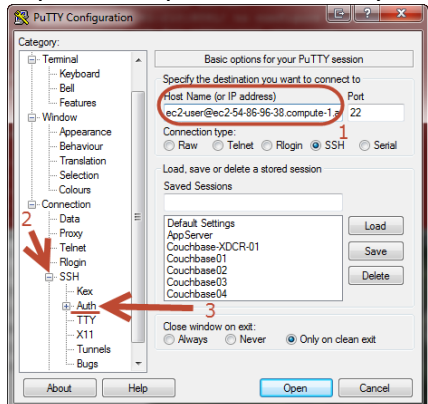 PuTTY Configuration
Category:
Terminal
Keyboard
Bell
Features
Window
Appearance
Behaviour
Translation
Selection
Colours
Connection
Data
Proxy
Telnet
Rlogin
SSH
Kex
Auth
TTY
X11
Tunnels
Bugs
2
3
Basic options for your PuTTY session
Specify the destination you want to connect to
Host Name (or IP address) Port
ec2-user@ec2-54-86-96-38.compute-1.a 22
1
Connection type:
Raw Telnet Rlogin SSH Serial
Load, save or delete a stored session
Saved Sessions
Default Settings
AppServer
Couchbase-XDCR-01
Couchbase01
Couchbase02
Couchbase03
Couchbase04
Load
Save
Delete
Close window on exit:
Always Never Only on clean exit
About Help Open Cancel